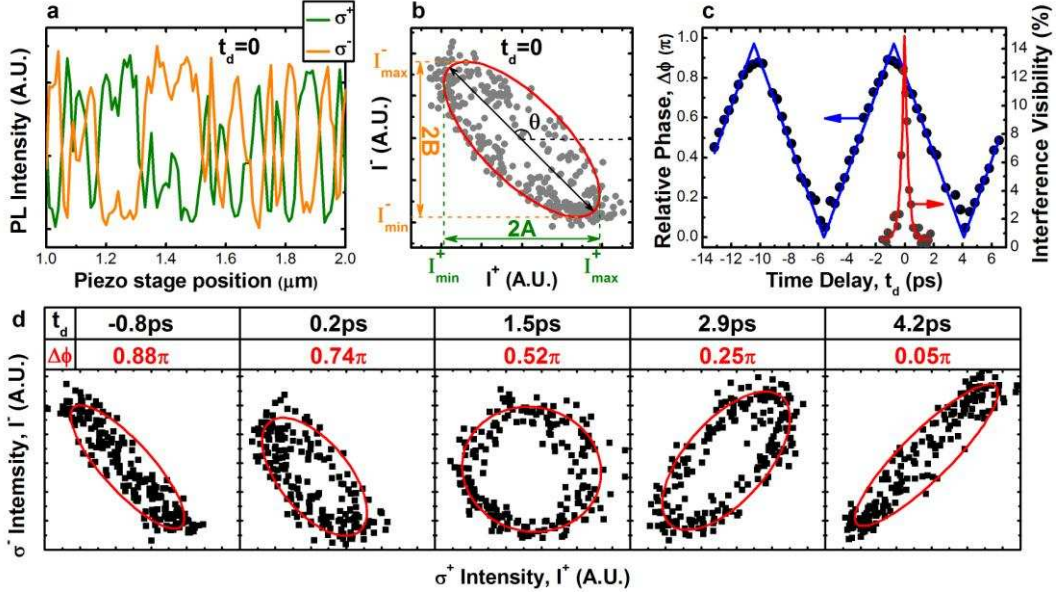 a
σ+
σ-
t_d=0
PL Intensity (A.U.)
1.0 1.2 1.4 1.6 1.8 2.0
Piezo stage position (μm)
b
t_d=0
I-max
I-min
2B
θ
2A
I- (A.U.)
I+min
I+max
I+ (A.U.)
c
Relative Phase, Δϕ (π)
1.0
0.8
0.6
0.4
0.2
0.0
Interference Visibility (%)
14
12
10
8
6
4
2
0
-14 -12 -10 -8 -6 -4 -2 0 2 4 6
Time Delay, t_d (ps)
d
t_d -0.8ps 0.2ps 1.5ps 2.9ps 4.2ps
Δϕ 0.88π 0.74π 0.52π 0.25π 0.05π
σ- Intemsity, I- (A.U.)
σ+ Intensity, I+ (A.U.)